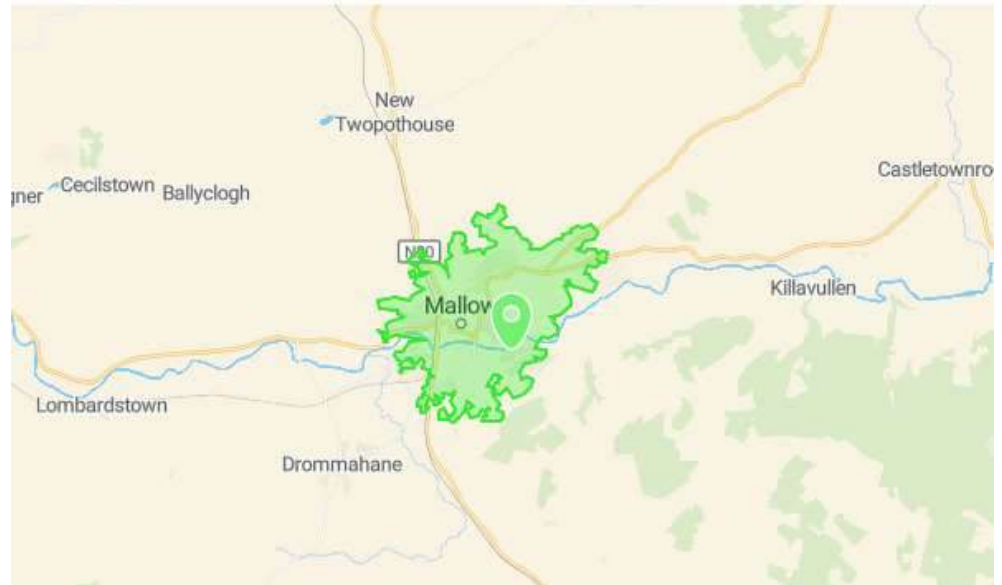 New
Twopothouse
Castletownro
gner
Cecilstown
Ballyclogh
N20
Killavullen
Mallow
Lombardstown
Drommahane